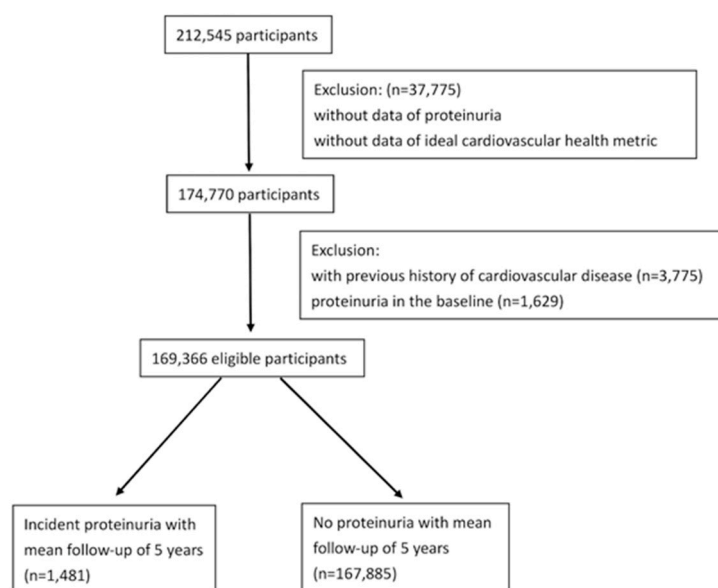 212,545 participants
Exclusion: (n=37,775)
without data of proteinuria
without data of ideal cardiovascular health metric
174,770 participants
Exclusion:
with previous history of cardiovascular disease (n=3,775)
proteinuria in the baseline (n=1,629)
169,366 eligible participants
Incident proteinuria with
mean follow-up of 5 years
(n=1,481)
No proteinuria with mean
follow-up of 5 years
(n=167,885)